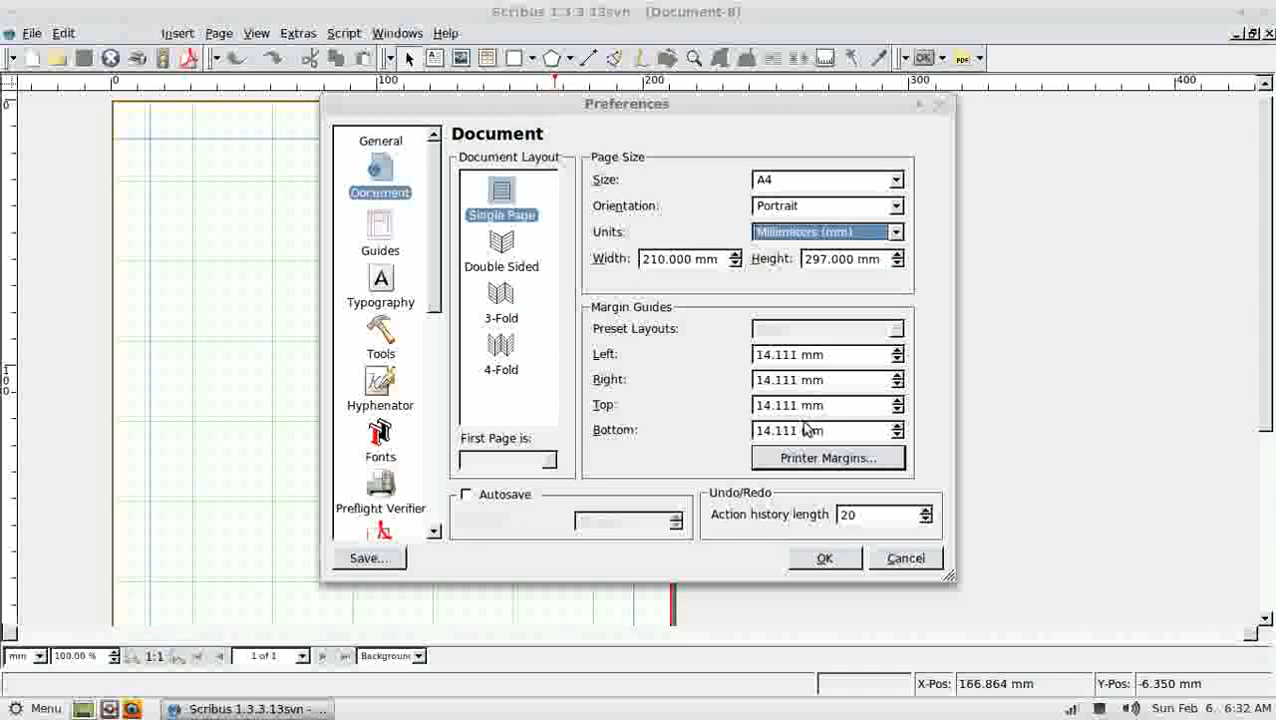 Scribus 1.3.3.13svn - [Document-8]
File Edit Insert Page View Extras Script Windows Help
OK PDF
0 100 200 300 400
0
Preferences
General
Document
Guides
Typography
Tools
Hyphenator
Fonts
Preflight Verifier
Save...
Document
Document Layout
Single Page
Double Sided
3-Fold
4-Fold
First Page is:
Page Size
Size: A4
Orientation: Portrait
Units: Millimeters (mm)
Width: 210.000 mm Height: 297.000 mm
Margin Guides
Preset Layouts:
Left: 14.111 mm
Right: 14.111 mm
Top: 14.111 mm
Bottom: 14.111 mm
Printer Margins...
Autosave
Undo/Redo
Action history length 20
OK Cancel
100
mm 100.00 % 1:1 1 of 1 Background
X-Pos: 166.864 mm Y-Pos: -6.350 mm
Menu Scribus 1.3.3.13svn - ... Sun Feb 6, 6:32 AM